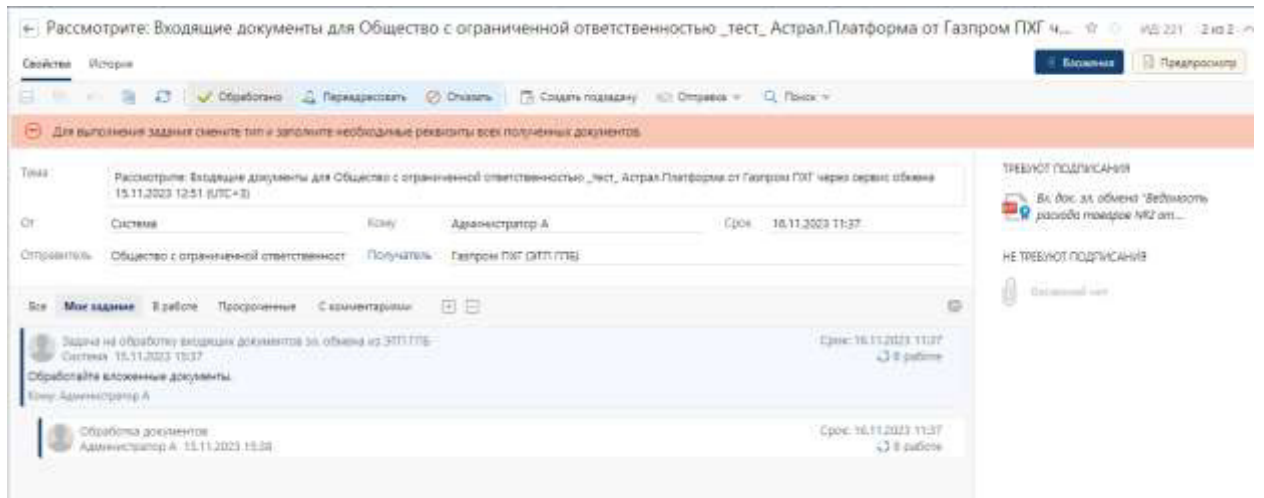 Рассмотрите: Входящие документы для Общество с ограниченной ответственностью _тест_ Астрал.Платформа от Газпром ПХГ ч... ИД: 221 2 из 2
Свойства История Вложения Предпросмотр
Обработано Переадресовать Отказать Создать подзадачу Отправка Поиск
Для выполнения задания смените тип и заполните необходимые реквизиты всех полученных документов.
Тема Рассмотрите: Входящие документы для Общество с ограниченной ответственностью _тест_ Астрал.Платформа от Газпром ПХГ через сервис обмена
15.11.2023 12:51 (UTC+3)
От Система Кому Администратор А Срок 16.11.2023 11:37
Отправитель Общество с ограниченной ответственност Получатель Газпром ПХГ (ЭТП ГПБ)
ТРЕБУЮТ ПОДПИСАНИЯ
Вх. док. эл. обмена "Ведомость
расхода товаров №2 от...
НЕ ТРЕБУЮТ ПОДПИСАНИЯ
Вложений нет
Все Мое задание В работе Просроченные С комментариями
Задача на обработку входящих документов эл. обмена из ЭТП ГПБ Срок: 16.11.2023 11:37
Система 15.11.2023 15:37 В работе
Обработайте вложенные документы.
Кому: Администратор А
Обработка документов Срок: 16.11.2023 11:37
Администратор А 15.11.2023 15:38 В работе